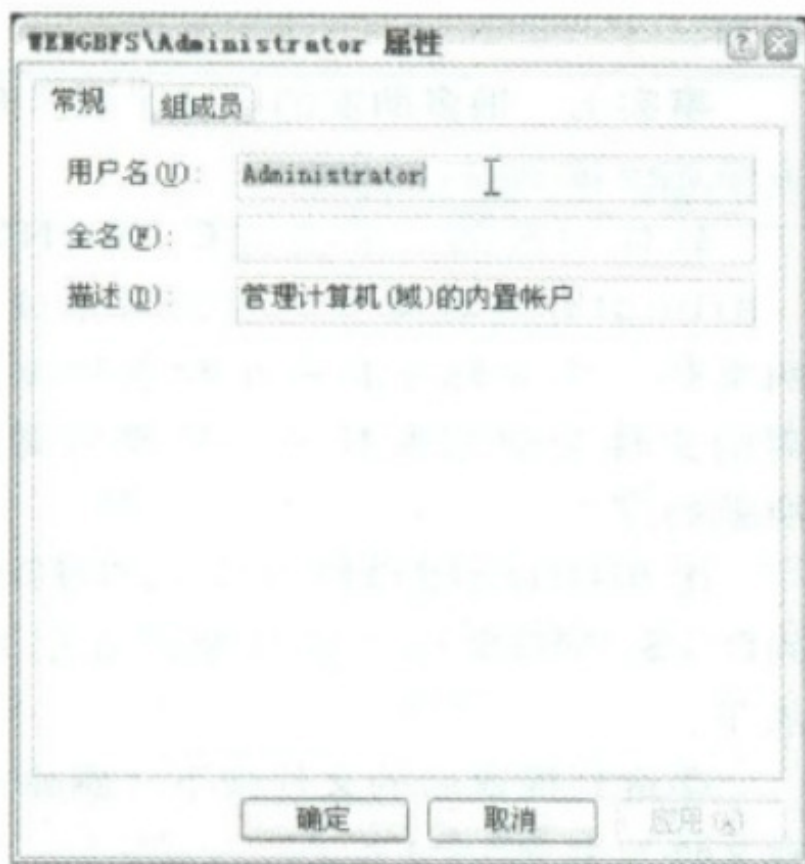 WENGBFS\Administrator 属性
常规
组成员
用户名(U):
Administrator
全名(F):
描述(D):
管理计算机(域)的内置帐户
确定
取消
应用(A)